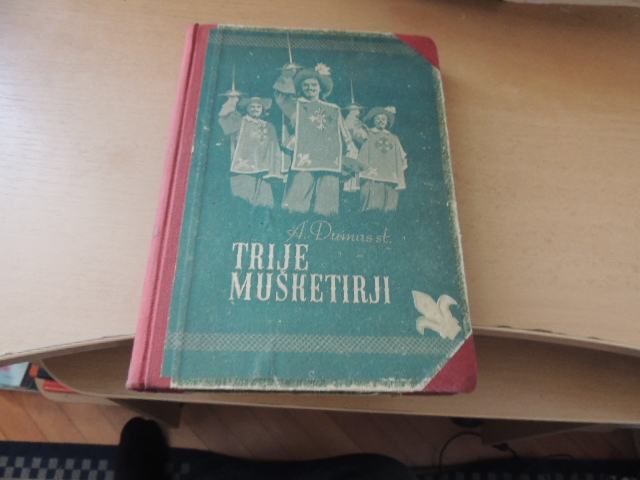 A. Dumas st.
TRIJE
MUŠKETIRJI